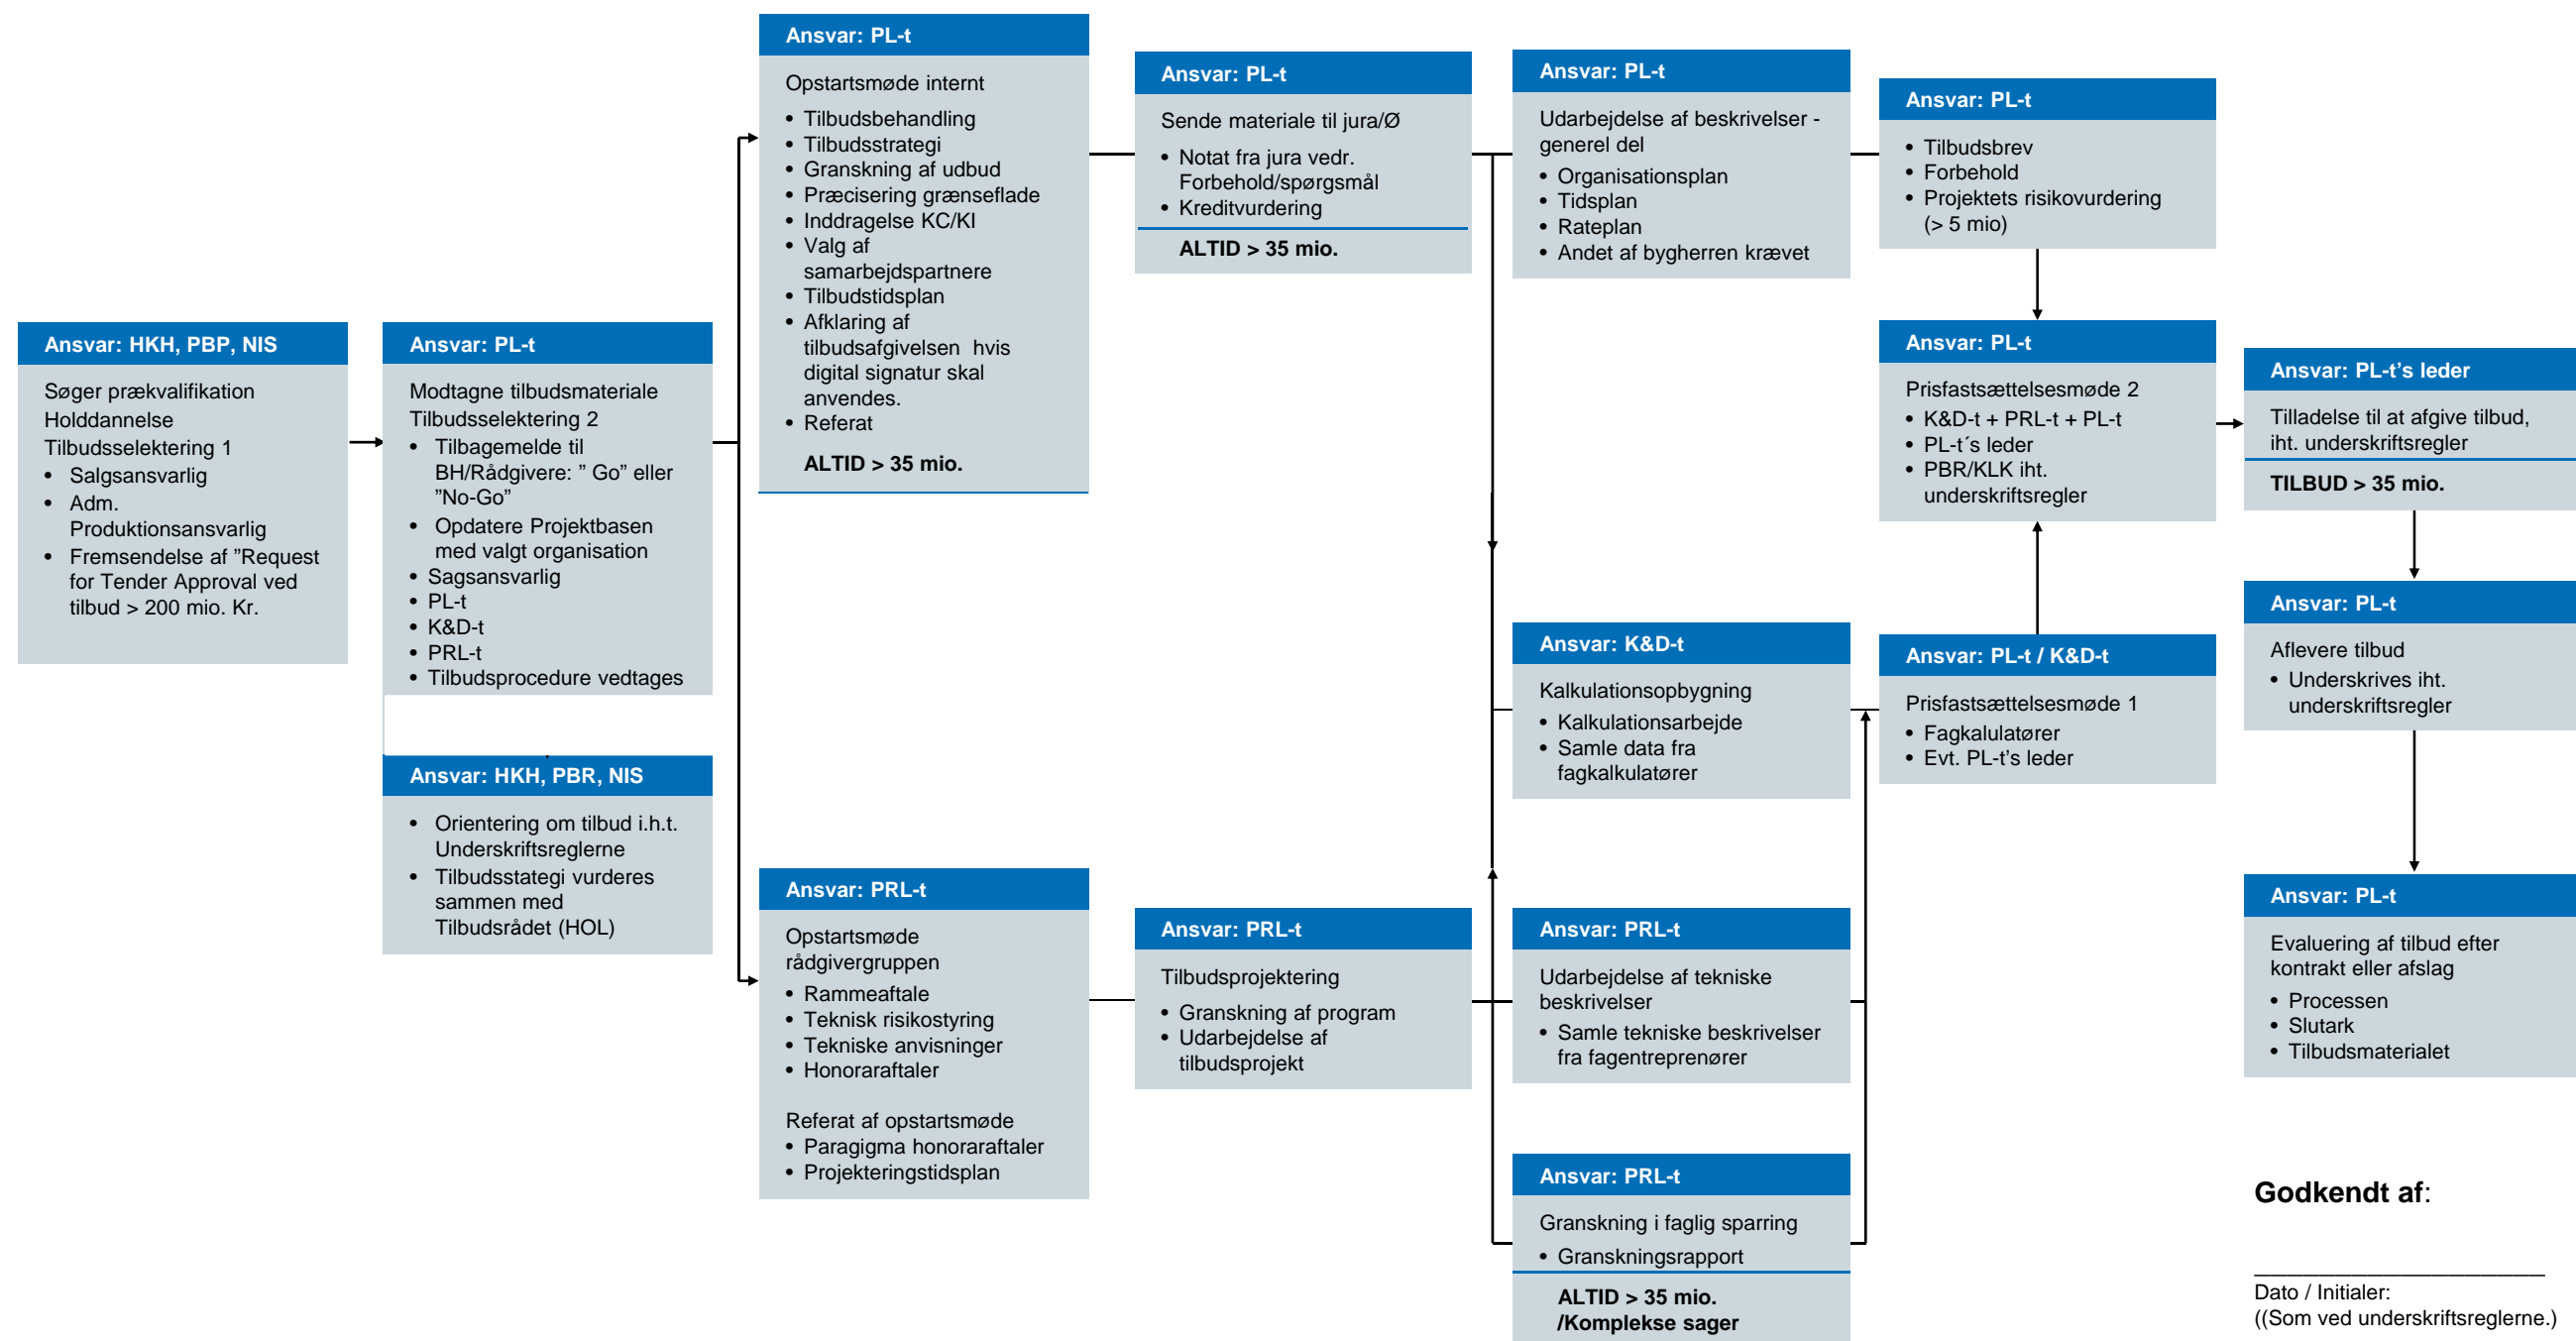 Ansvar: HKH, PBP, NIS
Søger prækvalifikation
Holddannelse
Tilbudsselektering 1
• Salgsansvarlig
• Adm.
Produktionsansvarlig
• Fremsendelse af ”Request
for Tender Approval ved
tilbud > 200 mio. Kr.
Ansvar: PL-t
Modtagne tilbudsmateriale
Tilbudsselektering 2
• Tilbagemelde til
BH/Rådgivere: ” Go” eller
”No-Go”
• Opdatere Projektbasen
med valgt organisation
• Sagsansvarlig
• PL-t
• K&D-t
• PRL-t
• Tilbudsprocedure vedtages
Ansvar: HKH, PBR, NIS
• Orientering om tilbud i.h.t.
Underskriftsreglerne
• Tilbudsstategi vurderes
sammen med
Tilbudsrådet (HOL)
Ansvar: PL-t
Opstartsmøde internt
• Tilbudsbehandling
• Tilbudsstrategi
• Granskning af udbud
• Præcisering grænseflade
• Inddragelse KC/KI
• Valg af
samarbejdspartnere
• Tilbudstidsplan
• Afklaring af
tilbudsafgivelsen hvis
digital signatur skal
anvendes.
• Referat
ALTID > 35 mio.
Ansvar: PRL-t
Opstartsmøde
rådgivergruppen
• Rammeaftale
• Teknisk risikostyring
• Tekniske anvisninger
• Honoraraftaler
Referat af opstartsmøde
• Paragigma honoraraftaler
• Projekteringstidsplan
Ansvar: PL-t
Sende materiale til jura/Ø
• Notat fra jura vedr.
Forbehold/spørgsmål
• Kreditvurdering
ALTID > 35 mio.
Ansvar: PRL-t
Tilbudsprojektering
• Granskning af program
• Udarbejdelse af
tilbudsprojekt
Ansvar: PL-t
Udarbejdelse af beskrivelser -
generel del
• Organisationsplan
• Tidsplan
• Rateplan
• Andet af bygherren krævet
Ansvar: K&D-t
Kalkulationsopbygning
• Kalkulationsarbejde
• Samle data fra
fagkalkulatører
Ansvar: PRL-t
Udarbejdelse af tekniske
beskrivelser
• Samle tekniske beskrivelser
fra fagentreprenører
Ansvar: PRL-t
Granskning i faglig sparring
• Granskningsrapport
ALTID > 35 mio.
/Komplekse sager
Ansvar: PL-t
• Tilbudsbrev
• Forbehold
• Projektets risikovurdering
(> 5 mio)
Ansvar: PL-t
Prisfastsættelsesmøde 2
• K&D-t + PRL-t + PL-t
• PL-t´s leder
• PBR/KLK iht.
underskriftsregler
Ansvar: PL-t / K&D-t
Prisfastsættelsesmøde 1
• Fagkalulatører
• Evt. PL-t’s leder
Ansvar: PL-t’s leder
Tilladelse til at afgive tilbud,
iht. underskriftsregler
TILBUD > 35 mio.
Ansvar: PL-t
Aflevere tilbud
• Underskrives iht.
underskriftsregler
Ansvar: PL-t
Evaluering af tilbud efter
kontrakt eller afslag
• Processen
• Slutark
• Tilbudsmaterialet
Godkendt af:
Dato / Initialer:
((Som ved underskriftsreglerne.)